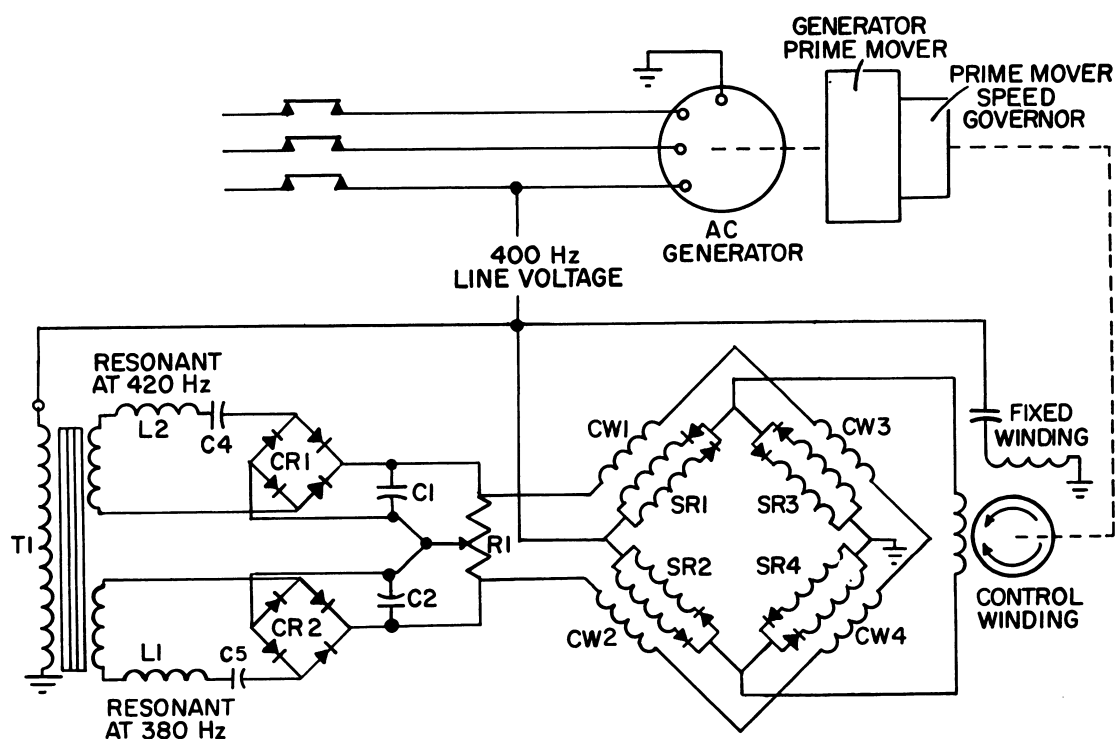 GENERATOR
PRIME MOVER
PRIME MOVER
SPEED
GOVERNOR
AC
GENERATOR
400 Hz
LINE VOLTAGE
RESONANT
AT 420 Hz
L2
C4
CR1
C1
T1
R1
C2
CR2
L1
C5
RESONANT
AT 380 Hz
CW1
CW3
SR1
SR3
SR2
SR4
CW2
CW4
FIXED
WINDING
CONTROL
WINDING